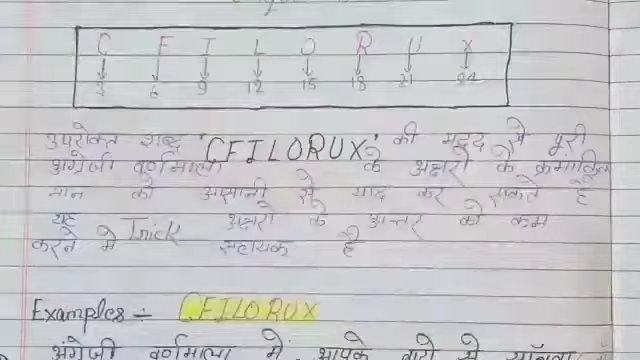 C F I L O R U X
3 6 9 12 15 18 21 24
उपरोक्त शब्द 'CFILORUX' की मदद से पूरी
अंग्रेजी वर्णमाला के अक्षरो के क्रमांकित
मान को आसानी से याद कर सकते है
यह Trick अक्षरो के अन्तर को कम
करने मे सहायक है
Examples :- CFILORUX
अंग्रेजी वर्णमाला में, आपके